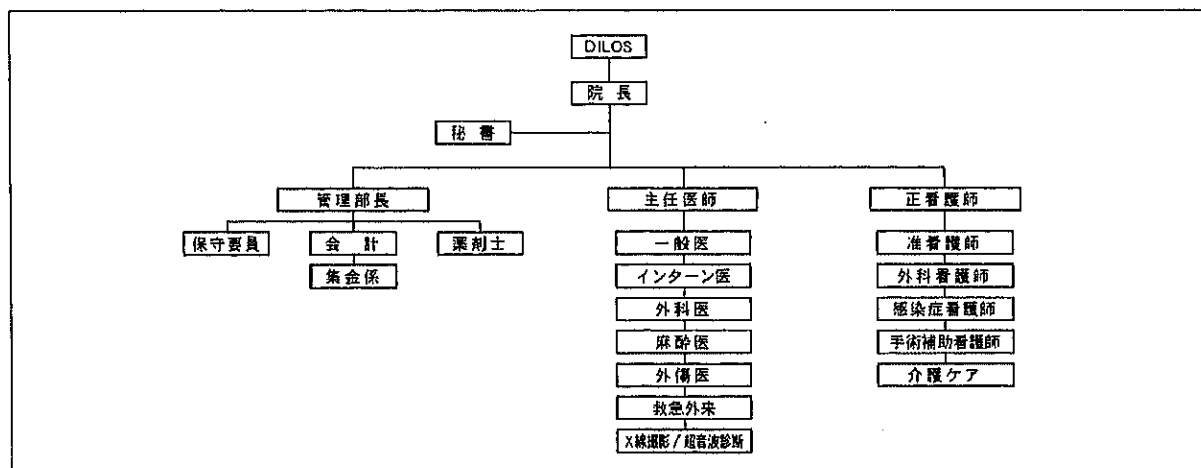 DILOS
院長
秘書
管理部長
主任医師
正看護師
保守要員
会計
薬剤士
集金係
一般医
インターン医
外科医
麻酔医
外傷医
救急外来
X線撮影/超音波診断
准看護師
外科看護師
感染症看護師
手術補助看護師
介護ケア